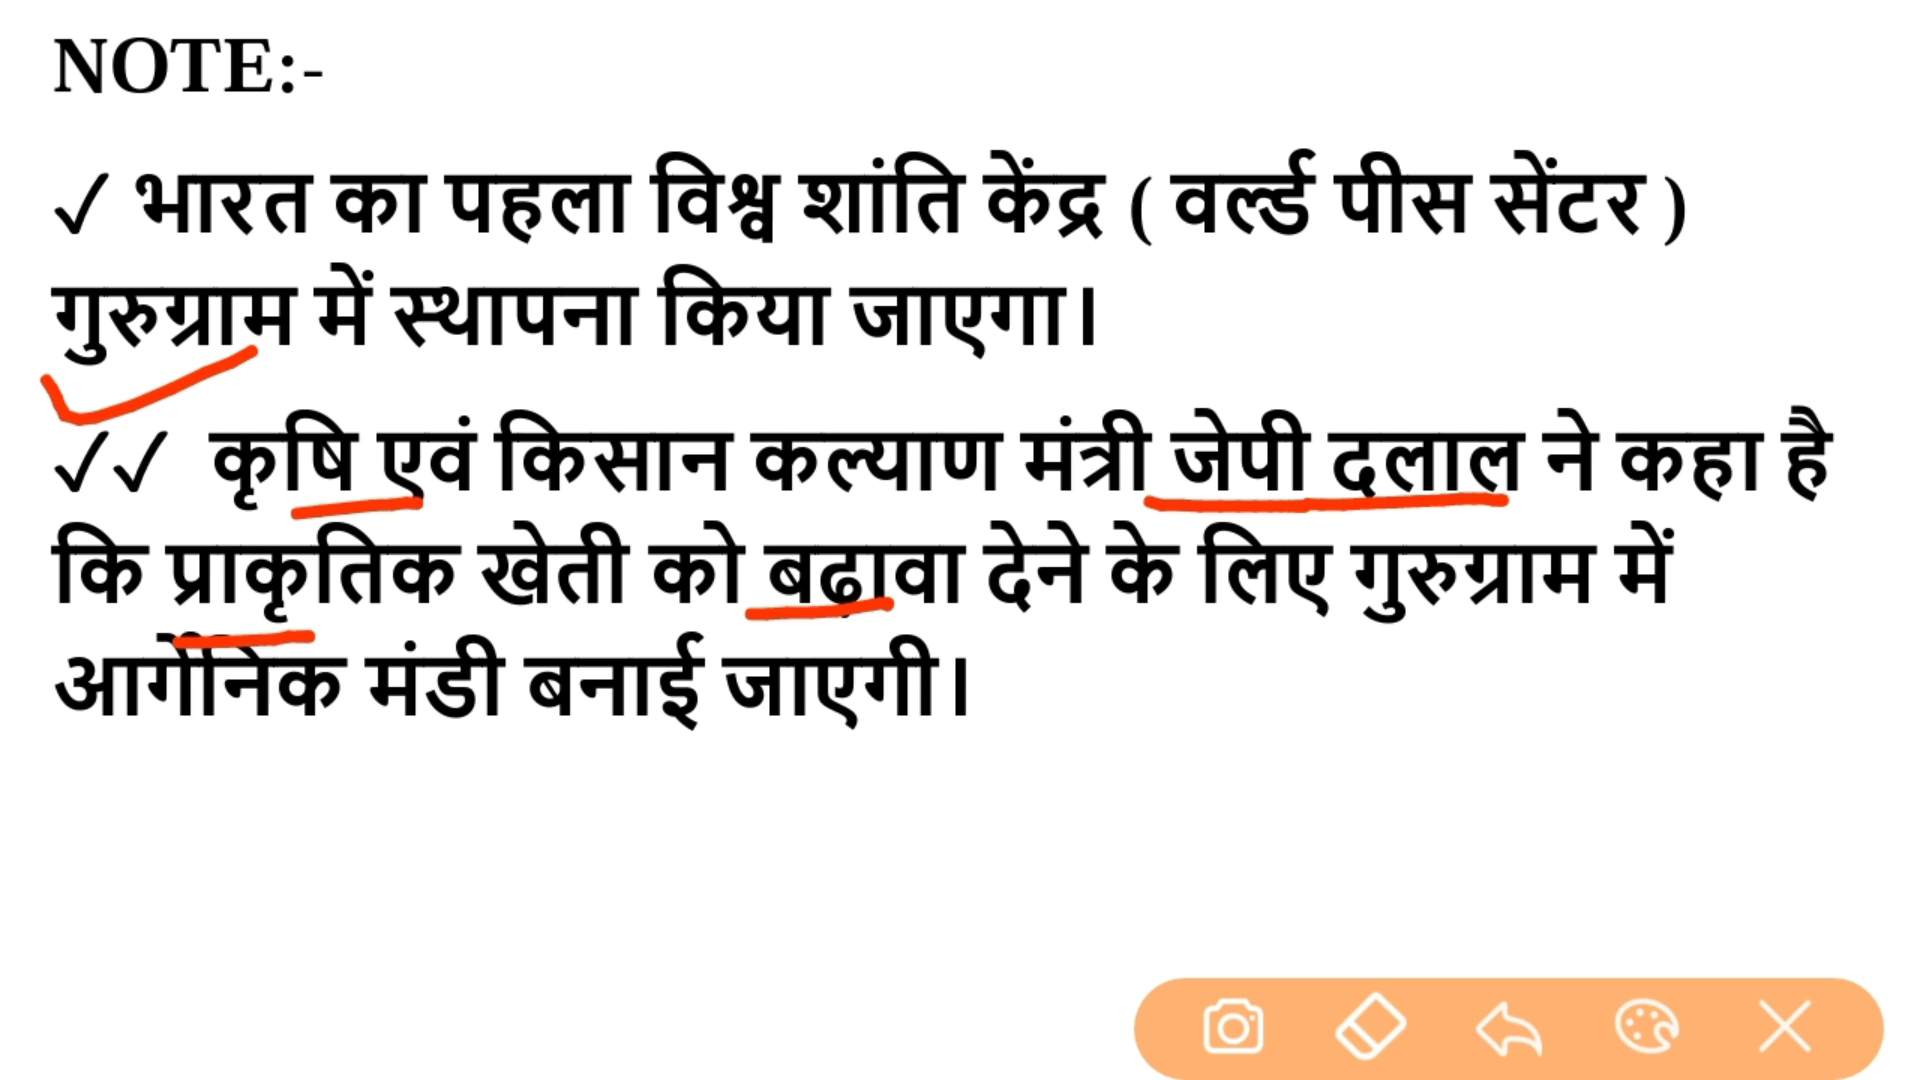 NOTE:-
✓ भारत का पहला विश्व शांति केंद्र ( वर्ल्ड पीस सेंटर )
गुरुग्राम में स्थापना किया जाएगा।
✓✓ कृषि एवं किसान कल्याण मंत्री जेपी दलाल ने कहा है
कि प्राकृतिक खेती को बढ़ावा देने के लिए गुरुग्राम में
आर्गेनिक मंडी बनाई जाएगी।